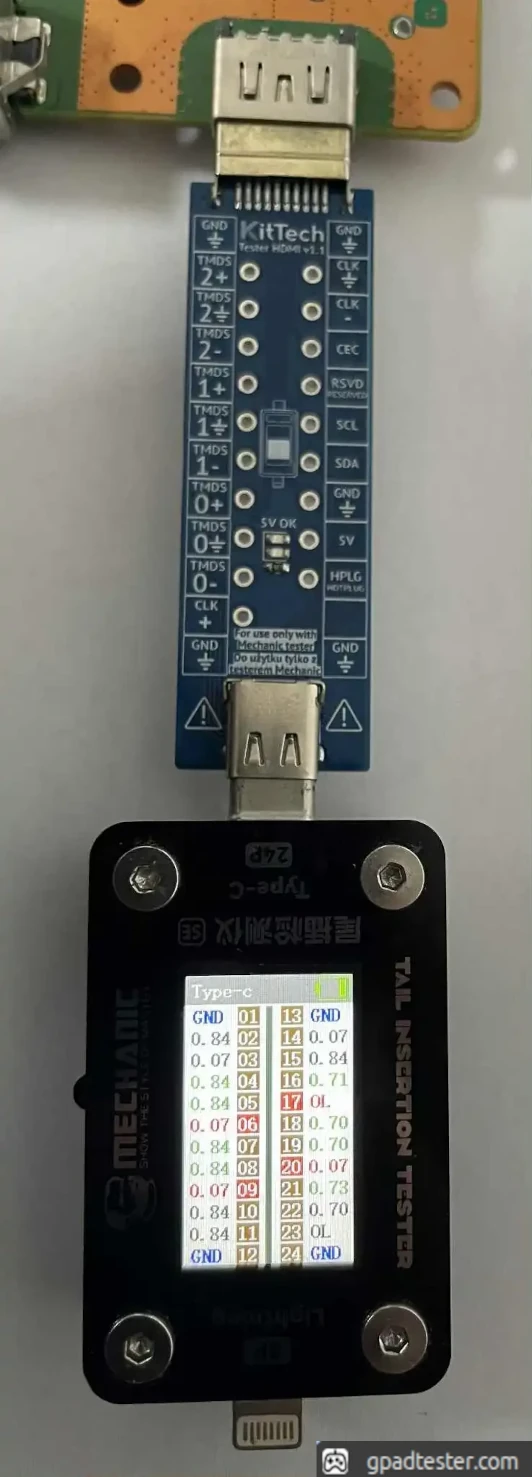 KitTech
Tester HDMI v1.1
GND GND
TMDS 2+ CLK
TMDS 2 CLK -
TMDS 2- CEC
TMDS 1+ RSVD RESERVED
TMDS 1 SCL
TMDS 1- SDA
TMDS 0+ GND
5V OK
TMDS 0 5V
TMDS 0- HPLG HOTPLUG
CLK +
GND GND
For use only with
Mechanic tester
Do użytku tylko z
testerem Mechanic
24P
Type-C
尾插检测仪 SE
MECHANIC
SHOW THE STYLE OF MASTER
TAIL INSERTION TESTER
Type-c
GND 01 13 GND
0.84 02 14 0.07
0.07 03 15 0.84
0.84 04 16 0.71
0.84 05 17 OL
0.07 06 18 0.70
0.84 07 19 0.70
0.84 08 20 0.07
0.07 09 21 0.73
0.84 10 22 0.70
0.84 11 23 OL
GND 12 24 GND
Lightning
gpadtester.com